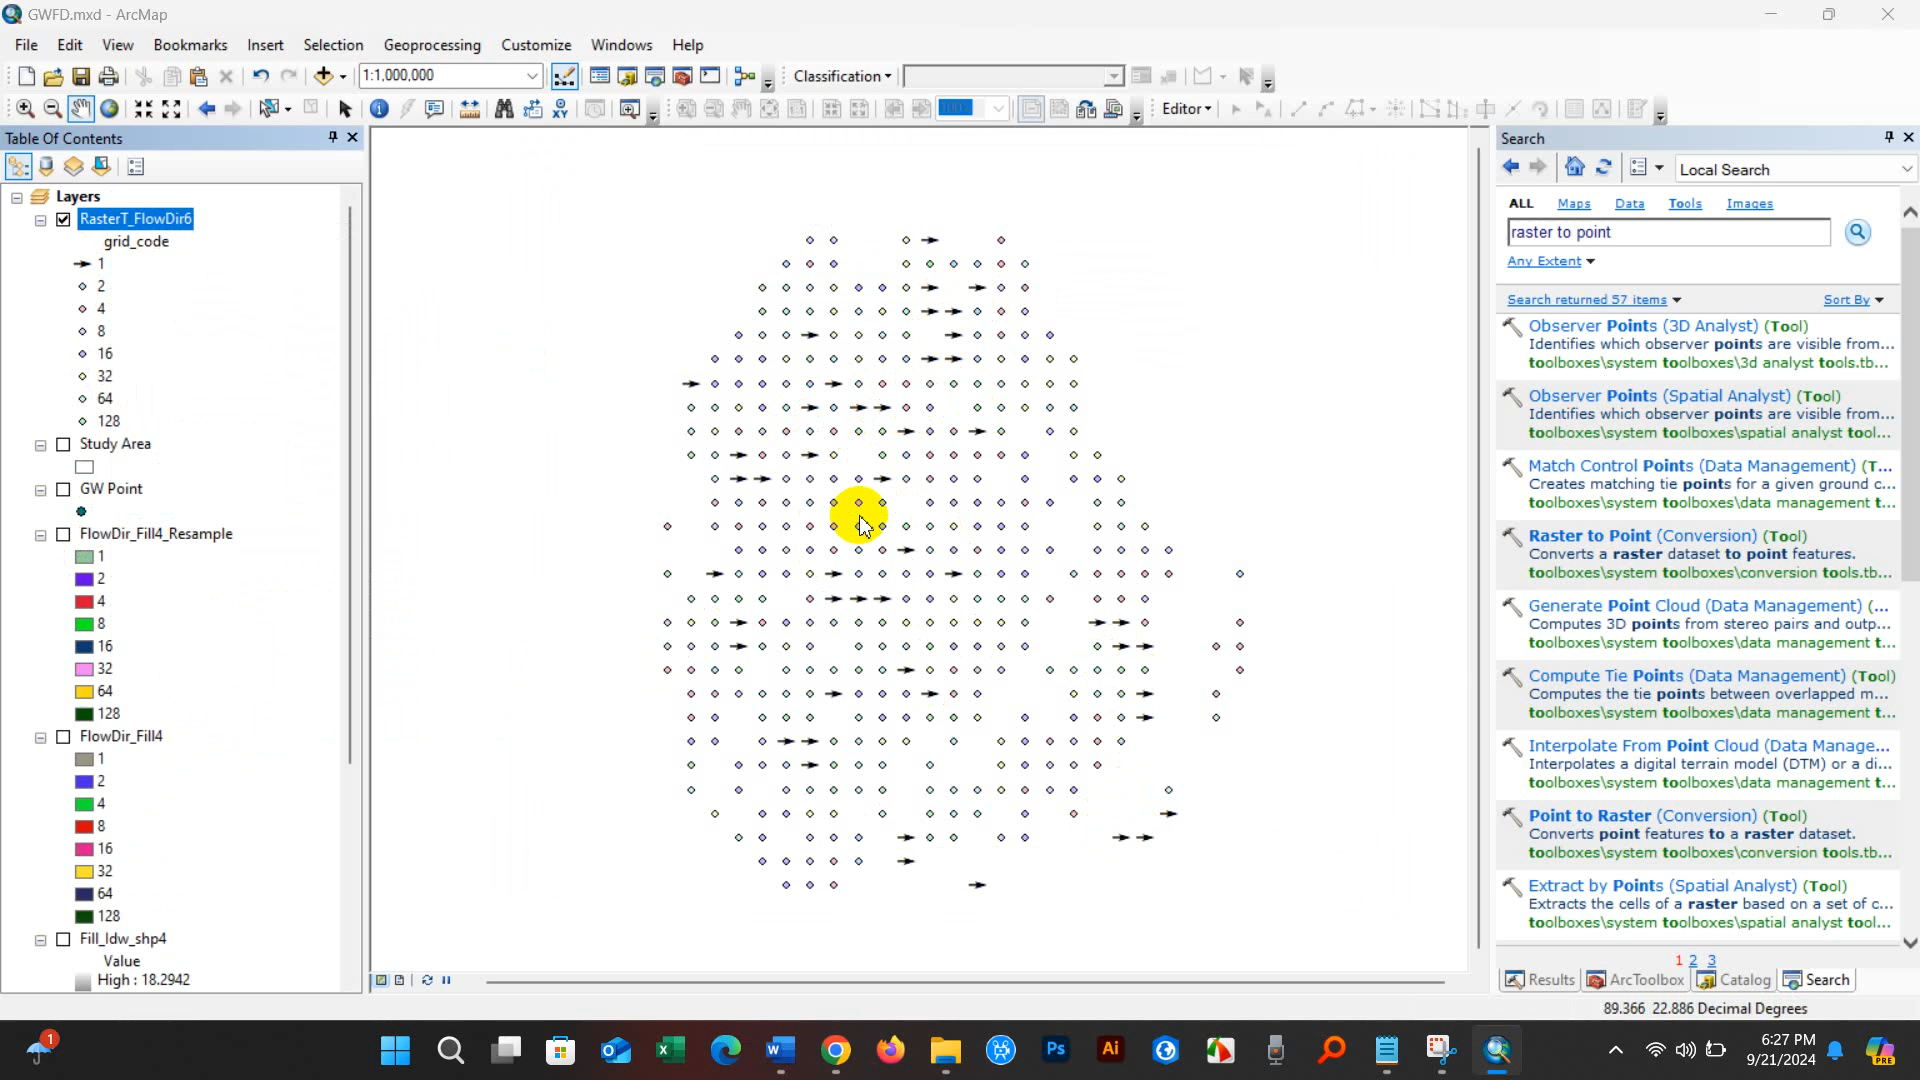 GWFD.mxd - ArcMap
File Edit View Bookmarks Insert Selection Geoprocessing Customize Windows Help
1:1,000,000 Classification
Editor
Table Of Contents
Layers
RasterT_FlowDir6
grid_code
1
2
4
8
16
32
64
128
Study Area
GW Point
FlowDir_Fill4_Resample
1
2
4
8
16
32
64
128
FlowDir_Fill4
1
2
4
8
16
32
64
128
Fill_Idw_shp4
Value
High : 18.2942
Search
Local Search
ALL Maps Data Tools Images
raster to point
Any Extent
Search returned 57 items Sort By
Observer Points (3D Analyst) (Tool)
Identifies which observer points are visible from...
toolboxes\system toolboxes\3d analyst tools.tb...
Observer Points (Spatial Analyst) (Tool)
Identifies which observer points are visible from...
toolboxes\system toolboxes\spatial analyst tool...
Match Control Points (Data Management) (T...
Creates matching tie points for a given ground c...
toolboxes\system toolboxes\data management t...
Raster to Point (Conversion) (Tool)
Converts a raster dataset to point features.
toolboxes\system toolboxes\conversion tools.tb...
Generate Point Cloud (Data Management) (...
Computes 3D points from stereo pairs and outp...
toolboxes\system toolboxes\data management t...
Compute Tie Points (Data Management) (Tool)
Computes the tie points between overlapped m...
toolboxes\system toolboxes\data management t...
Interpolate From Point Cloud (Data Manage...
Interpolates a digital terrain model (DTM) or a di...
toolboxes\system toolboxes\data management t...
Point to Raster (Conversion) (Tool)
Converts point features to a raster dataset.
toolboxes\system toolboxes\conversion tools.tb...
Extract by Points (Spatial Analyst) (Tool)
Extracts the cells of a raster based on a set of c...
toolboxes\system toolboxes\spatial analyst tool...
1 2 3
Results ArcToolbox Catalog Search
89.366 22.886 Decimal Degrees
1
Ps
Ai
6:27 PM
9/21/2024
PRE